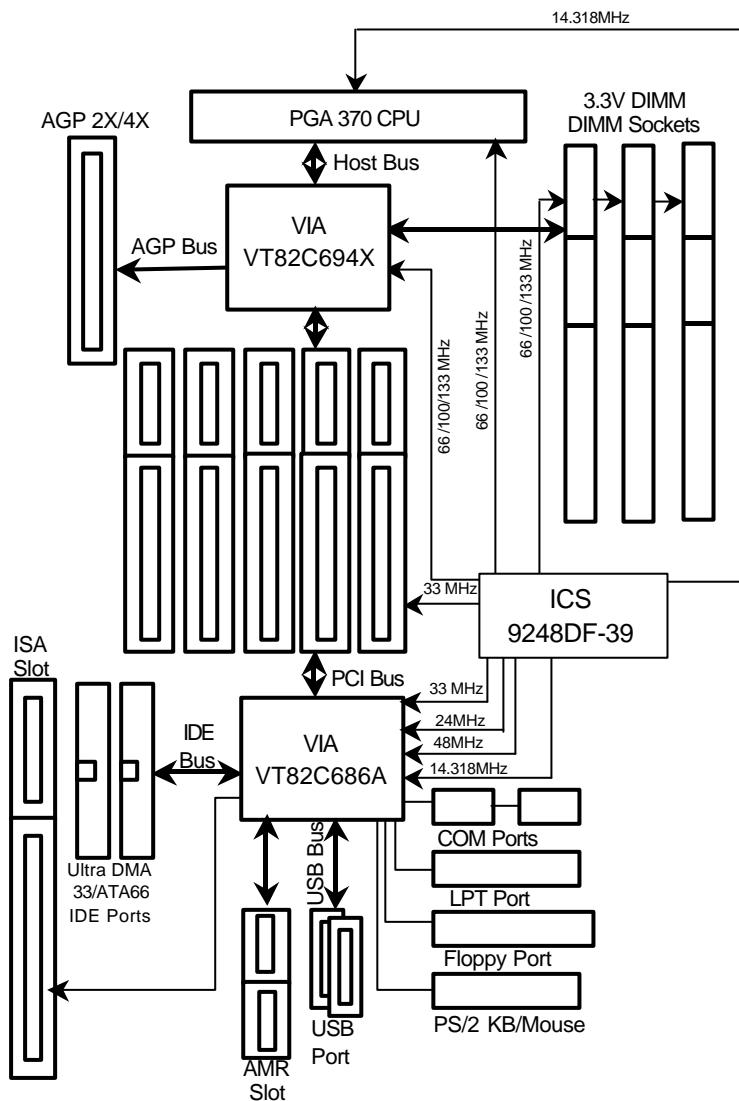 14.318MHz
PGA 370 CPU
3.3V DIMM
DIMM Sockets
AGP 2X/4X
Host Bus
VIA
VT82C694X
AGP Bus
66/100/133 MHz
66 /100 /133 MHz
66 /100 /133 MHz
33 MHz
ICS
9248DF-39
ISA
Slot
PCI Bus
33 MHz
24MHz
48MHz
14.318MHz
IDE
Bus
VIA
VT82C686A
COM Ports
USB Bus
Ultra DMA
33/ATA66
IDE Ports
LPT Port
Floppy Port
PS/2 KB/Mouse
USB
Port
AMR
Slot